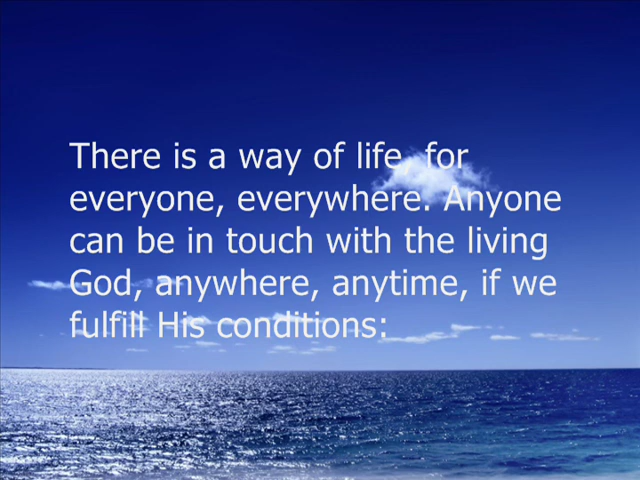 There is a way of life, for
everyone, everywhere. Anyone
can be in touch with the living
God, anywhere, anytime, if we
fulfill His conditions: